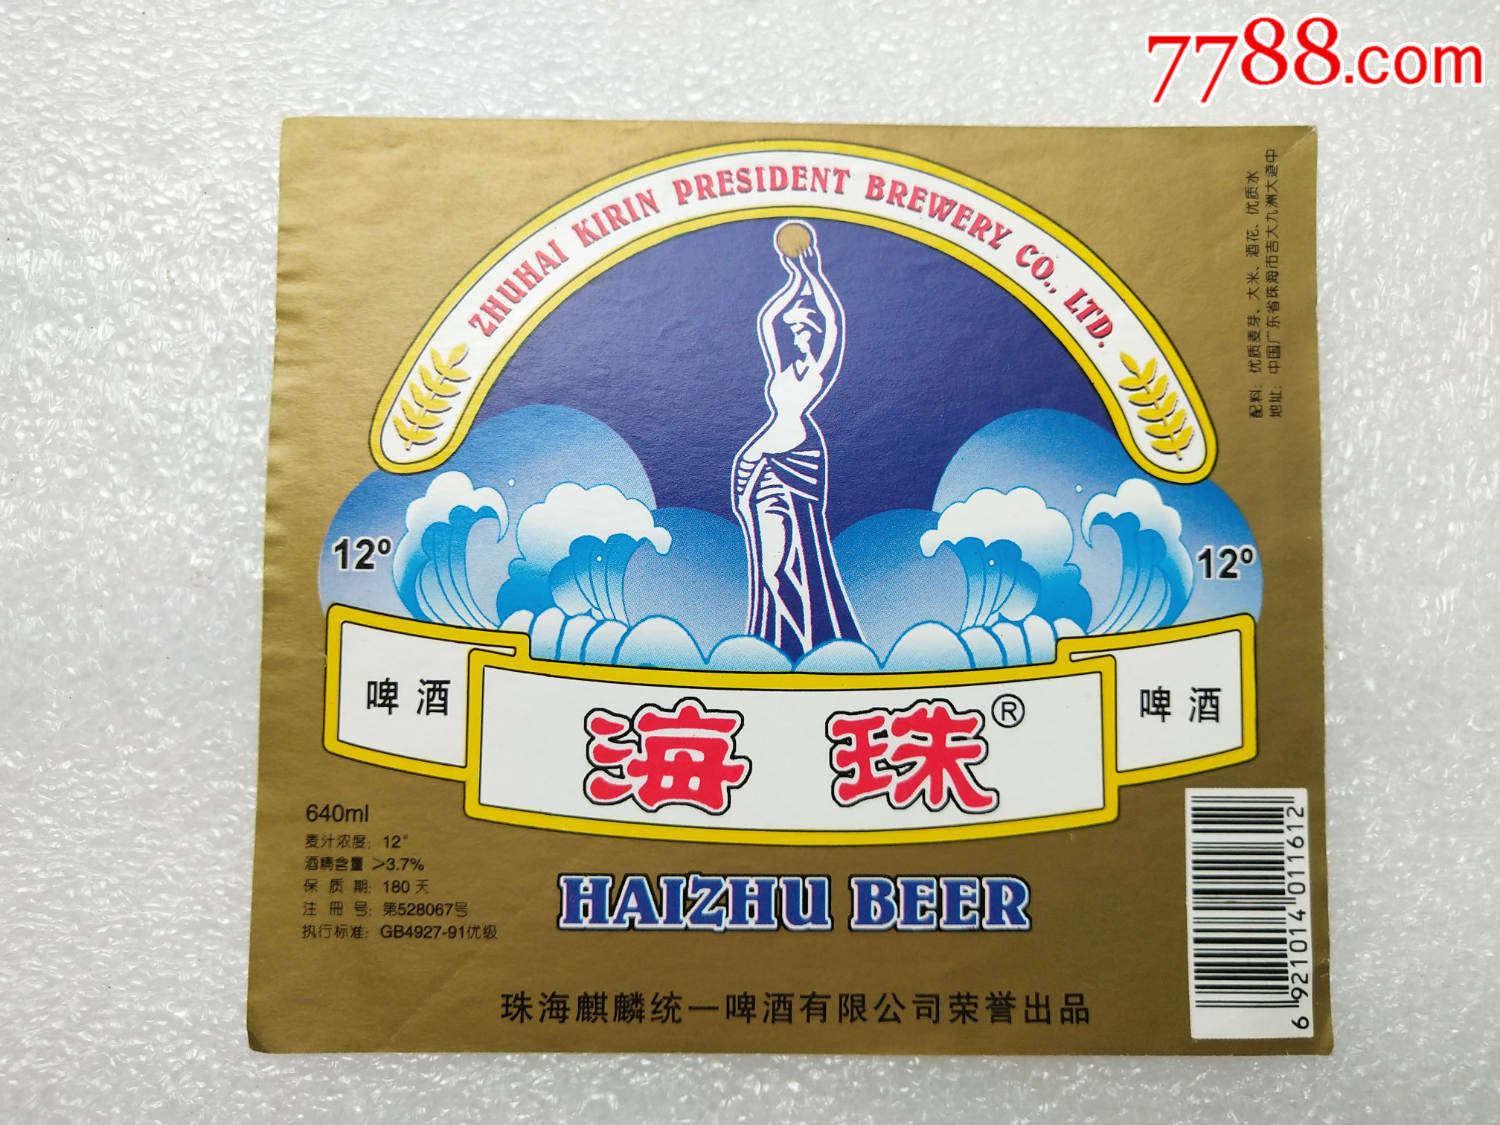 7788.com
ZHUHAI KIRIN PRESIDENT BREWERY CO., LTD.
配料: 优质麦芽、大米、酒花、优质水
地址: 中国广东省珠海市吉大九洲大道中
12º
12º
啤酒
海珠®
啤酒
640ml
麦汁浓度: 12°
酒精含量 >3.7%
保质期: 180天
注册号: 第528067号
执行标准: GB4927-91优级
HAIZHU BEER
珠海麒麟统一啤酒有限公司荣誉出品
6 921014 011612